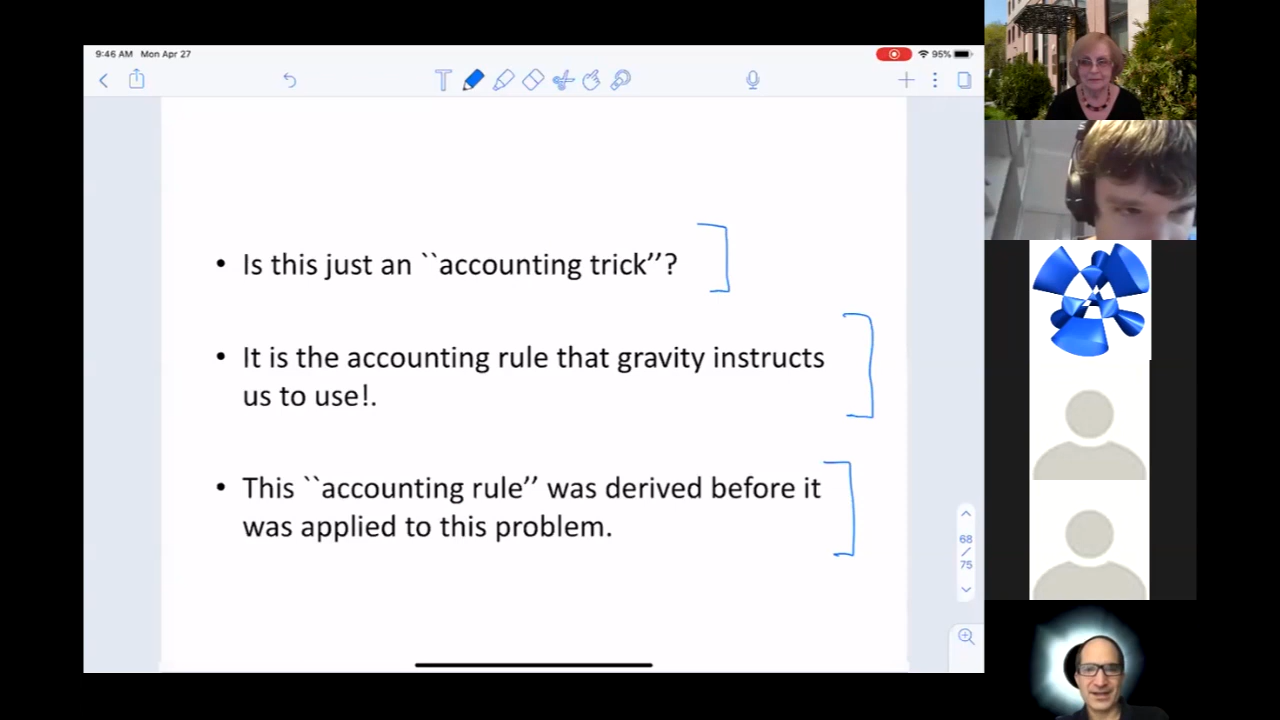 9:46 AM Mon Apr 27
95%
• Is this just an ``accounting trick’’?
• It is the accounting rule that gravity instructs
us to use!.
• This ``accounting rule’’ was derived before it
was applied to this problem.
68
/
75